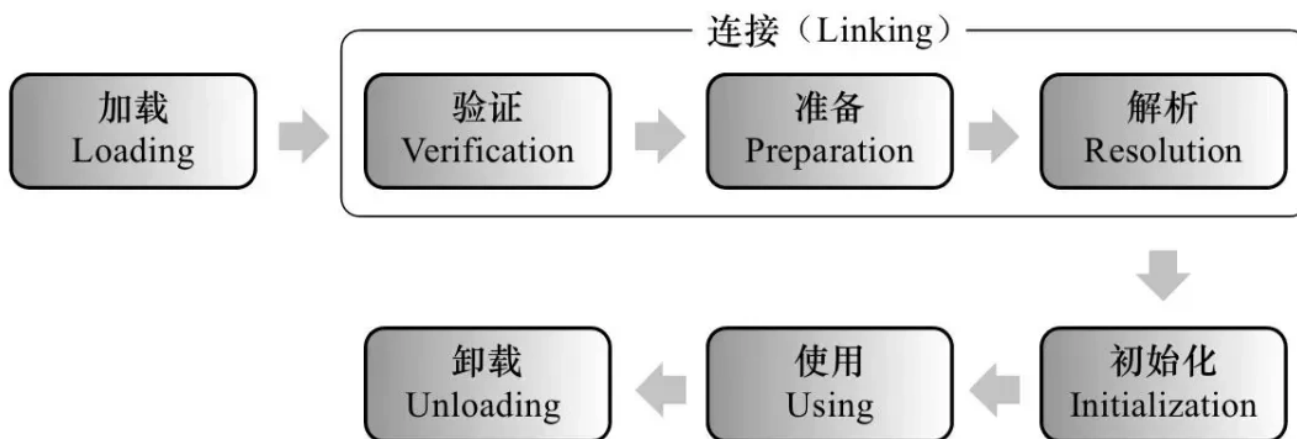 连接（Linking）
加载
Loading
验证
Verification
准备
Preparation
解析
Resolution
初始化
Initialization
使用
Using
卸载
Unloading